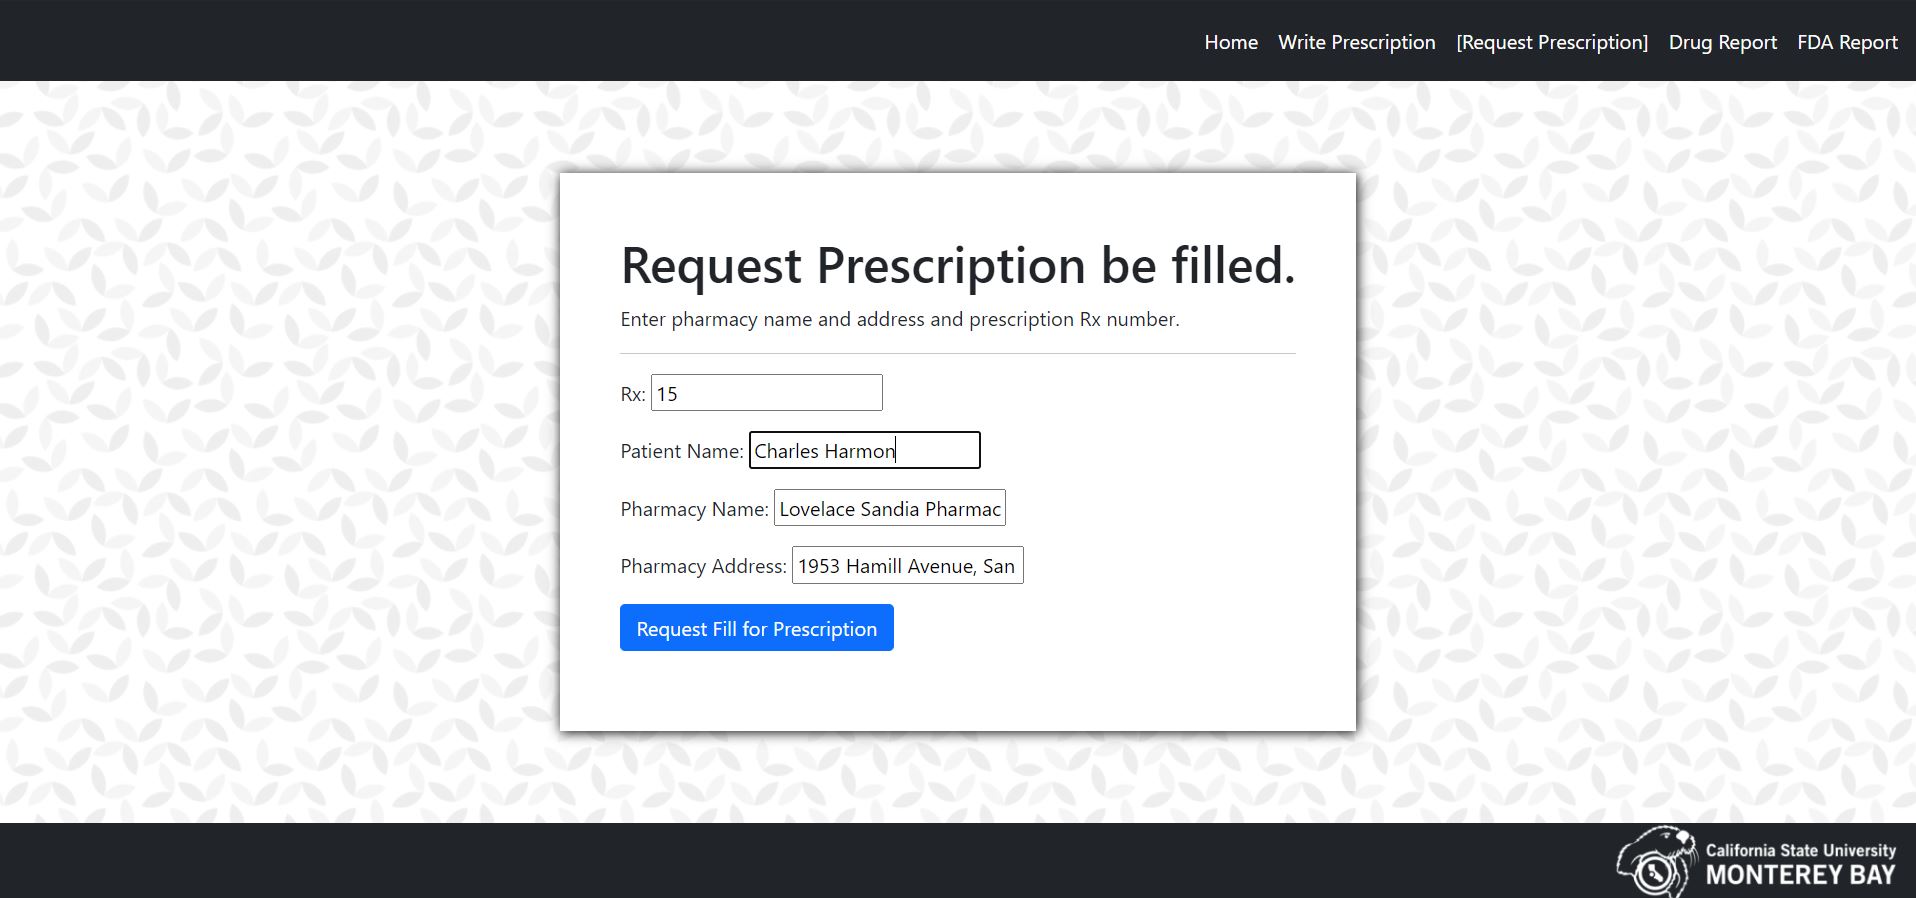 Home Write Prescription [Request Prescription] Drug Report FDA Report
Request Prescription be filled.
Enter pharmacy name and address and prescription Rx number.
Rx: 15
Patient Name: Charles Harmon
Pharmacy Name: Lovelace Sandia Pharmac
Pharmacy Address: 1953 Hamill Avenue, San
Request Fill for Prescription
California State University
MONTEREY BAY